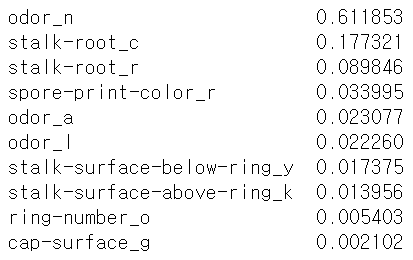 odor_n 0.611853
stalk-root_c 0.177321
stalk-root_r 0.089846
spore-print-color_r 0.033995
odor_a 0.023077
odor_l 0.022260
stalk-surface-below-ring_y 0.017375
stalk-surface-above-ring_k 0.013956
ring-number_o 0.005403
cap-surface_g 0.002102